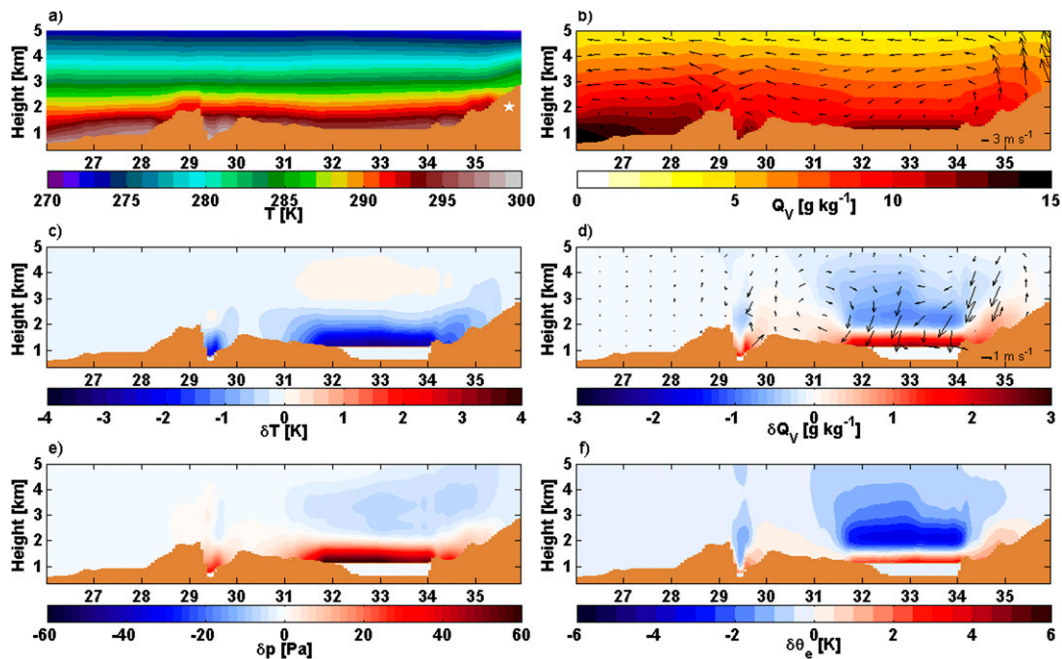 a)
Height [km]
5
4
3
2
1
27 28 29 30 31 32 33 34 35
270 275 280 285 290 295 300
T [K]
b)
Height [km]
5
4
3
2
1
3 m s⁻¹
27 28 29 30 31 32 33 34 35
0 5 10 15
Q_V [g kg⁻¹]
c)
Height [km]
5
4
3
2
1
27 28 29 30 31 32 33 34 35
-4 -3 -2 -1 0 1 2 3 4
δT [K]
d)
Height [km]
5
4
3
2
1
1 m s⁻¹
27 28 29 30 31 32 33 34 35
-3 -2 -1 0 1 2 3
δQ_V [g kg⁻¹]
e)
Height [km]
5
4
3
2
1
27 28 29 30 31 32 33 34 35
-60 -40 -20 0 20 40 60
δp [Pa]
f)
Height [km]
5
4
3
2
1
27 28 29 30 31 32 33 34 35
-6 -4 -2 0 2 4 6
δθ_e [K]